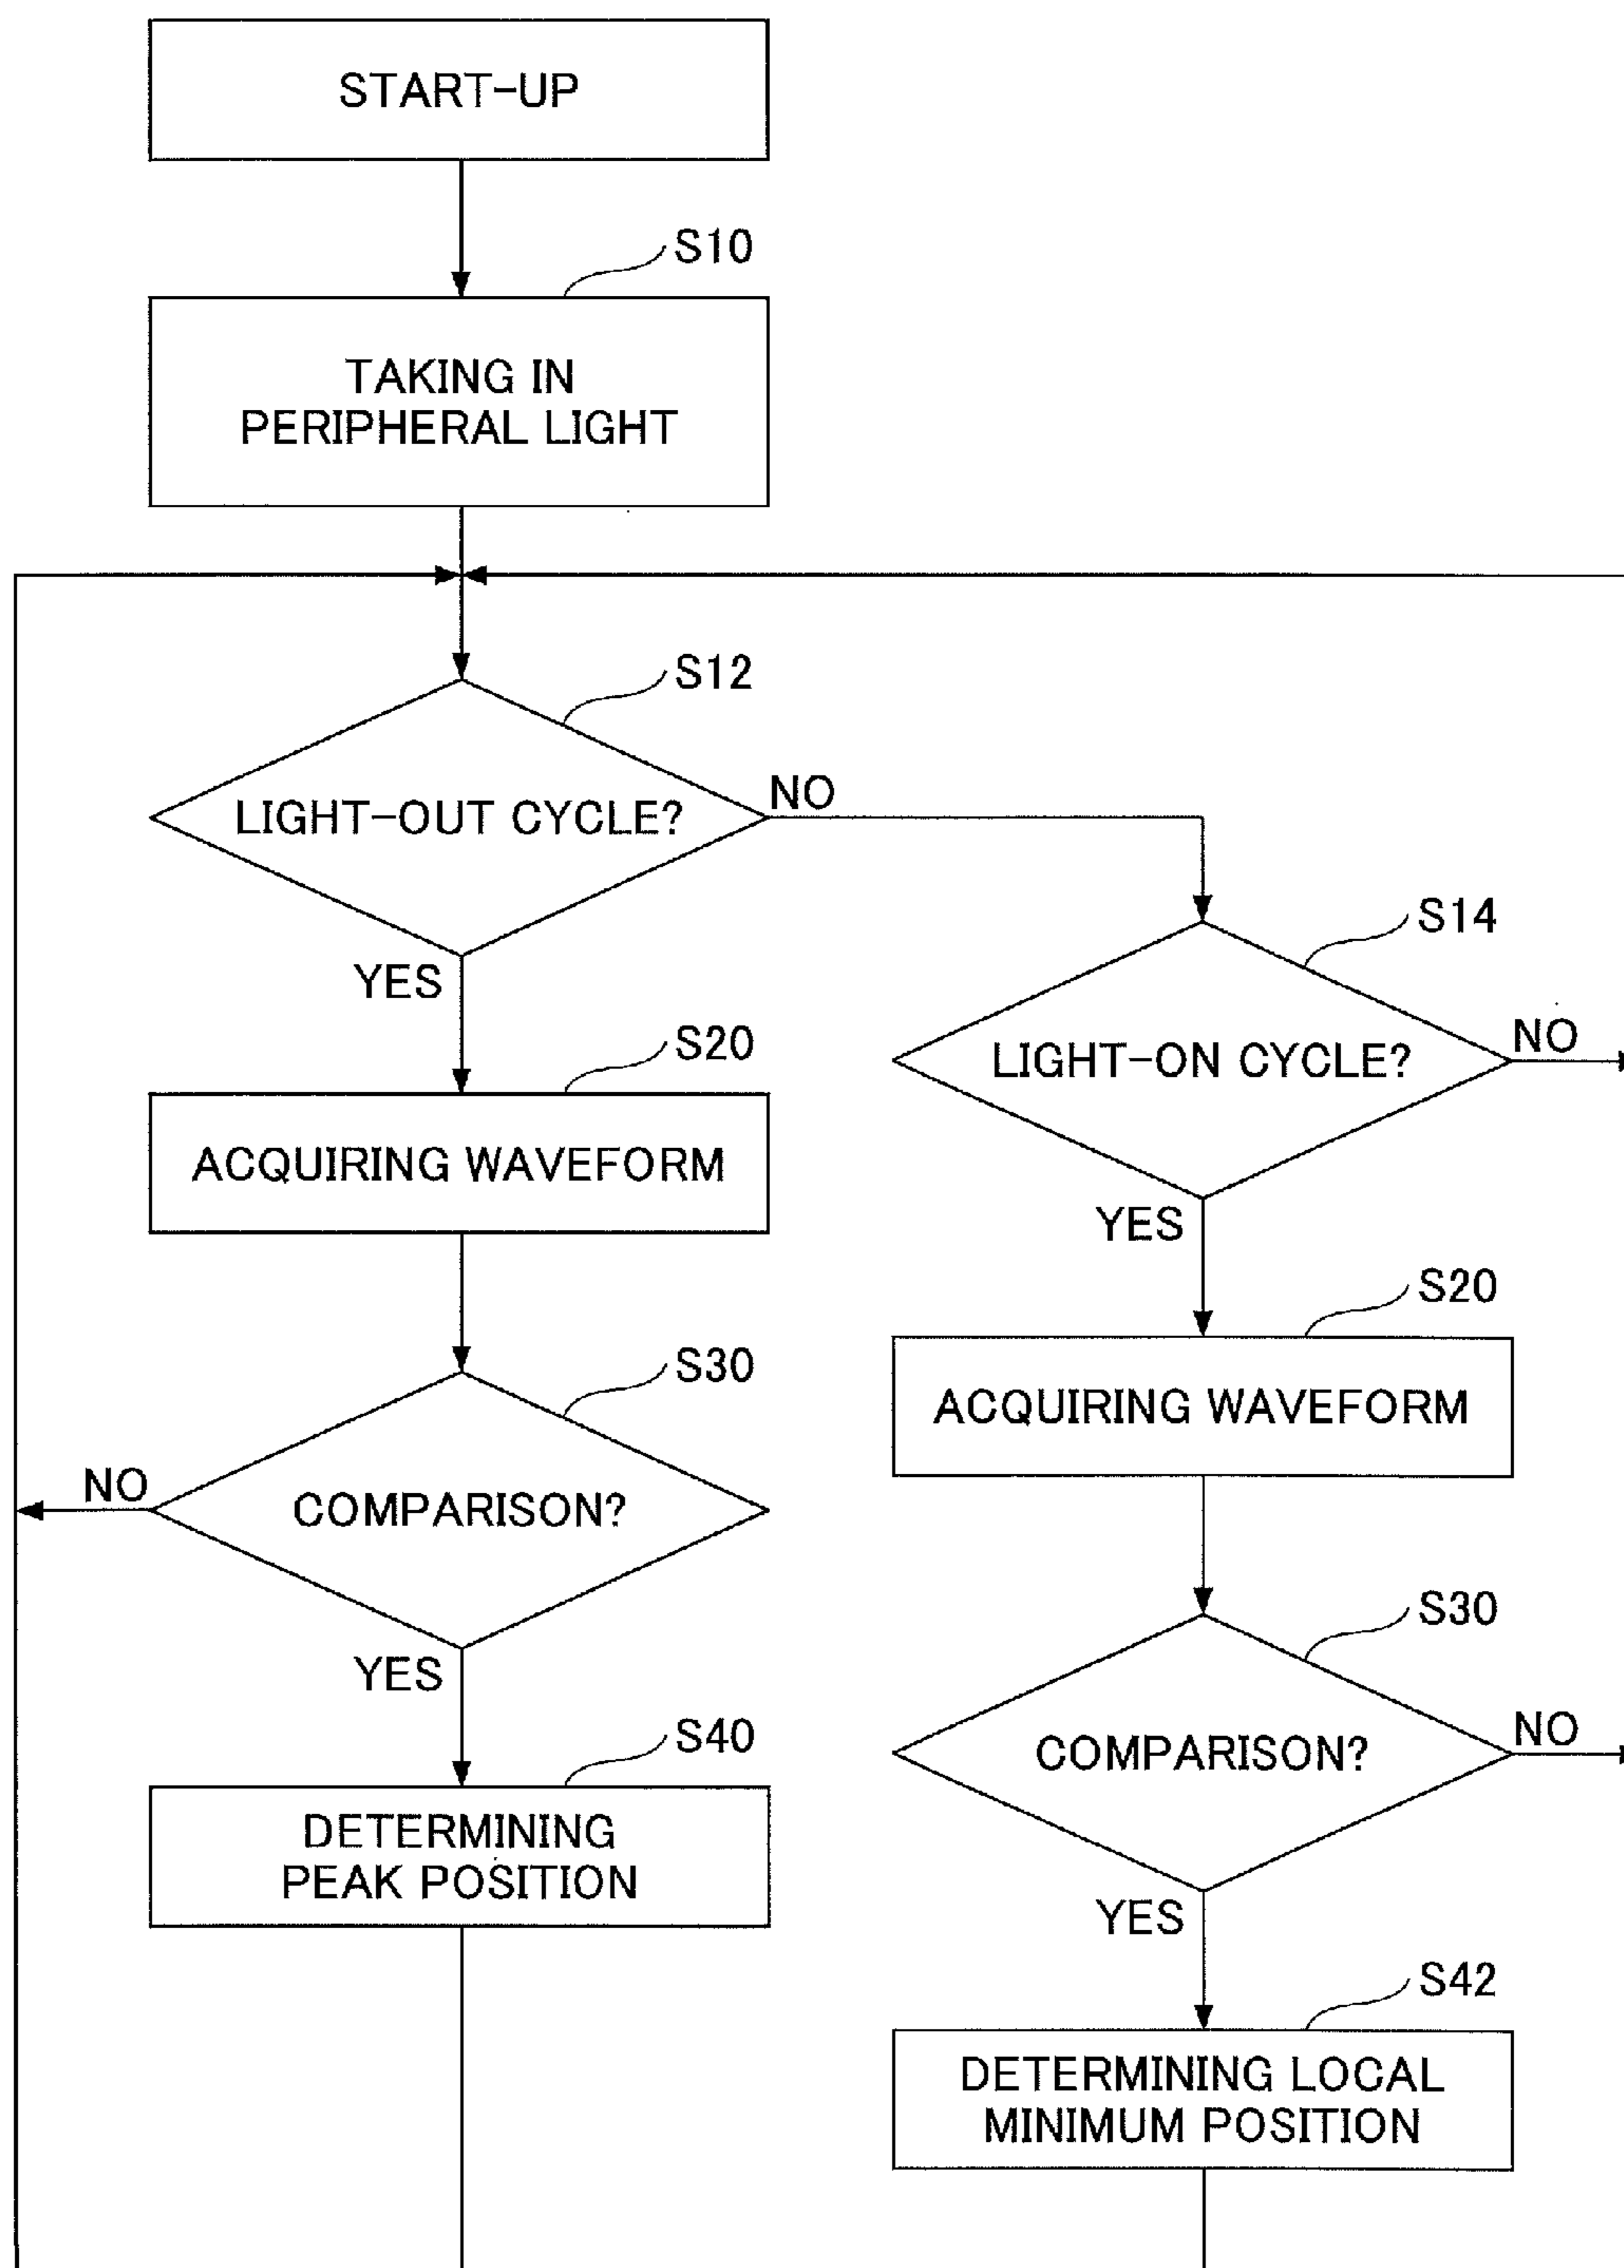 START-UP
S10
TAKING IN
PERIPHERAL LIGHT
S12
LIGHT-OUT CYCLE?
NO
YES
S14
LIGHT-ON CYCLE?
NO
YES
S20
ACQUIRING WAVEFORM
S20
ACQUIRING WAVEFORM
S30
COMPARISON?
NO
YES
S30
COMPARISON?
NO
YES
S40
DETERMINING
PEAK POSITION
S42
DETERMINING LOCAL
MINIMUM POSITION